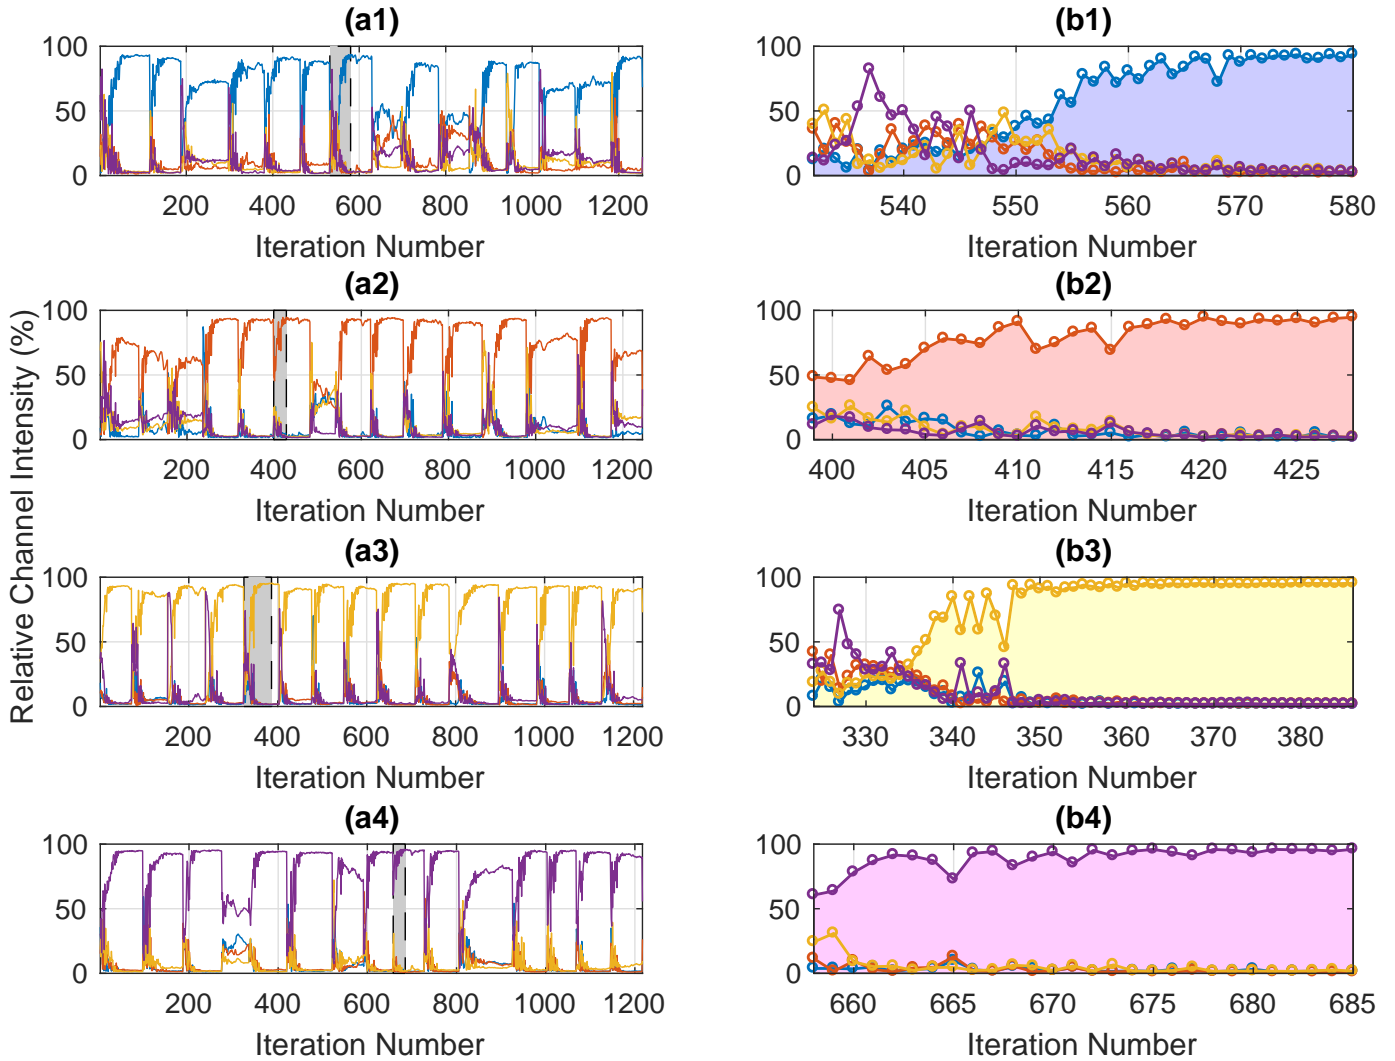 Relative Channel Intensity (%)
(a1)
100
50
0
200 400 600 800 1000 1200
Iteration Number
(b1)
100
50
0
540 550 560 570 580
Iteration Number
(a2)
100
50
0
200 400 600 800 1000 1200
Iteration Number
(b2)
100
50
0
400 405 410 415 420 425
Iteration Number
(a3)
100
50
0
200 400 600 800 1000 1200
Iteration Number
(b3)
100
50
0
330 340 350 360 370 380
Iteration Number
(a4)
100
50
0
200 400 600 800 1000 1200
Iteration Number
(b4)
100
50
0
660 665 670 675 680 685
Iteration Number